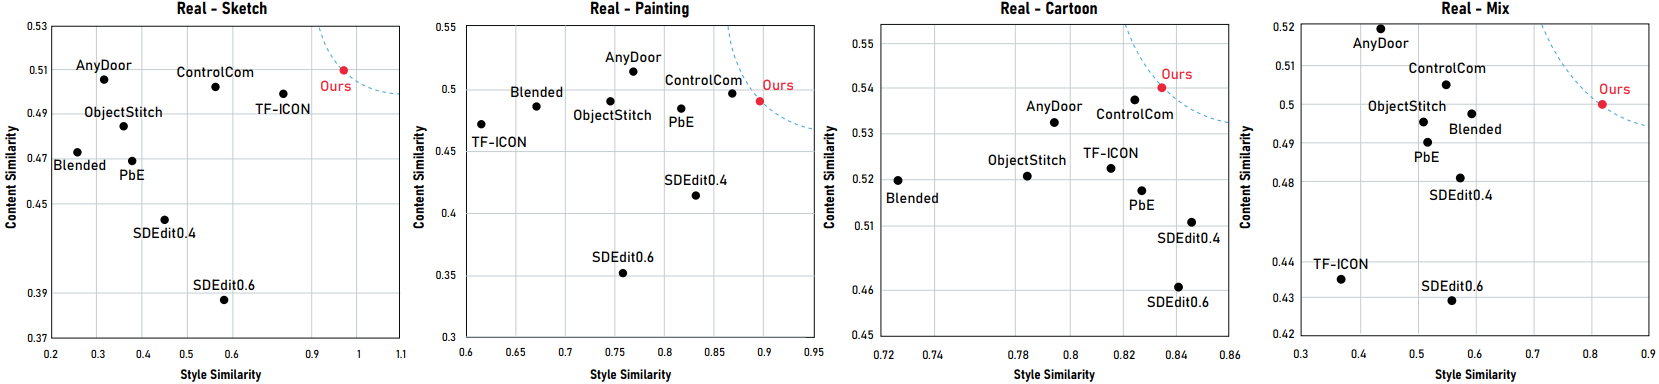 Real - Sketch
0.53
0.51
0.49
0.47
0.45
0.39
0.37
Content Similarity
AnyDoor
ControlCom
Ours
TF-ICON
ObjectStitch
Blended
PbE
SDEdit0.4
SDEdit0.6
0.2 0.3 0.4 0.5 0.6 0.9 1 1.1
Style Similarity
Real - Painting
0.55
0.5
0.45
0.4
0.35
0.3
Content Similarity
AnyDoor
ControlCom
Ours
Blended
ObjectStitch
PbE
TF-ICON
SDEdit0.4
SDEdit0.6
0.6 0.65 0.7 0.75 0.80 0.85 0.9 0.95
Style Similarity
Real - Cartoon
0.55
0.54
0.53
0.52
0.51
0.46
0.45
Content Similarity
Ours
AnyDoor
ControlCom
ObjectStitch
TF-ICON
Blended
PbE
SDEdit0.4
SDEdit0.6
0.72 0.74 0.78 0.8 0.82 0.84 0.86
Style Similarity
Real - Mix
0.52
0.51
0.5
0.49
0.48
0.44
0.43
0.42
Content Similarity
AnyDoor
ControlCom
Ours
ObjectStitch
Blended
PbE
SDEdit0.4
TF-ICON
SDEdit0.6
0.3 0.4 0.5 0.6 0.7 0.8 0.9
Style Similarity